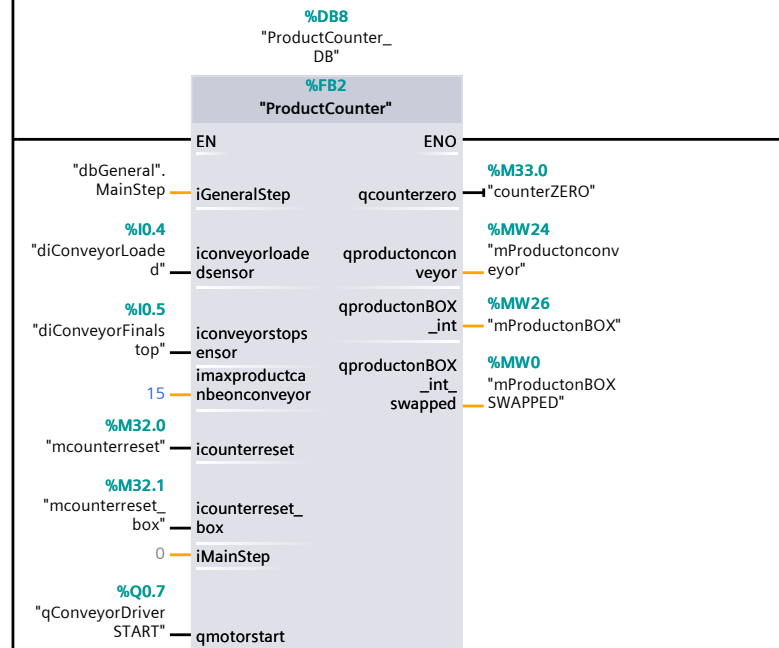 %DB8
"ProductCounter_
DB"
%FB2
"ProductCounter"
EN
ENO
"dbGeneral".
MainStep
iGeneralStep
%M33.0
qcounterzero
"counterZERO"
%I0.4
"diConveyorLoade
d"
iconveyorloade
dsensor
%MW24
qproductoncon
veyor
"mProductonconv
eyor"
%I0.5
"diConveyorFinals
top"
iconveyorstops
ensor
%MW26
qproductonBOX
_int
"mProductonBOX"
15
imaxproductca
nbeonconveyor
%MW0
qproductonBOX
_int_
swapped
"mProductonBOX
SWAPPED"
%M32.0
"mcounterreset"
icounterreset
%M32.1
"mcounterreset_
box"
icounterreset_
box
0
iMainStep
%Q0.7
"qConveyorDriver
START"
qmotorstart